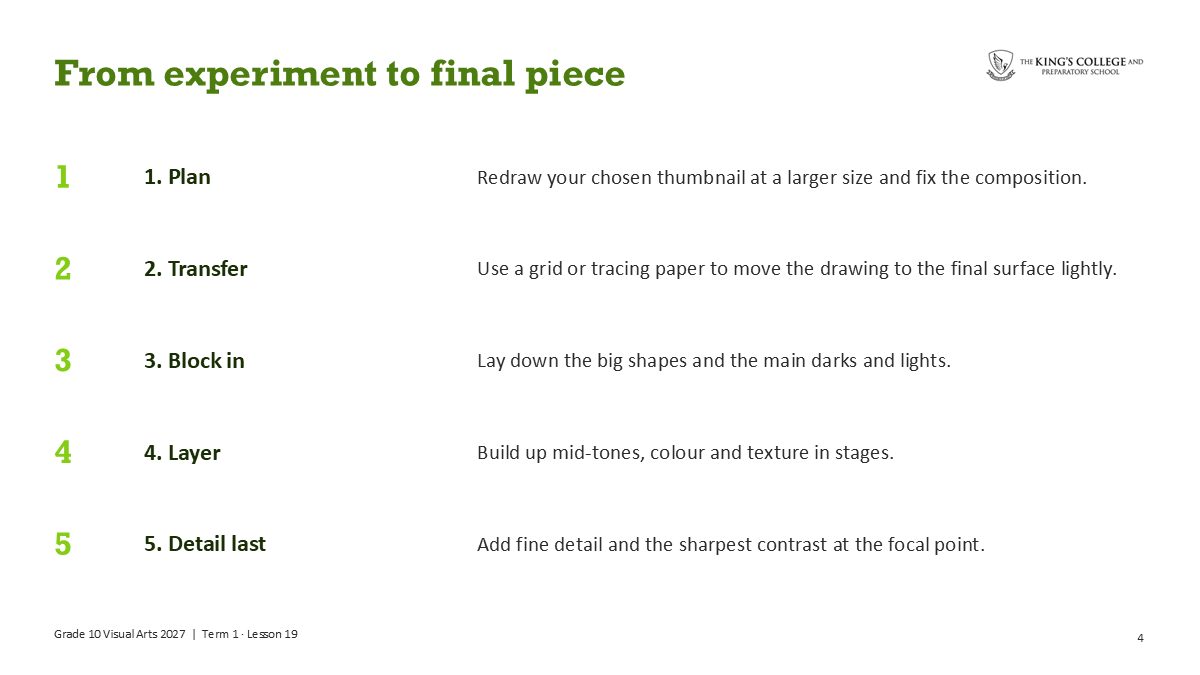 From experiment to final piece
THE KING'S COLLEGE AND
PREPARATORY SCHOOL
1
1. Plan
Redraw your chosen thumbnail at a larger size and fix the composition.
2
2. Transfer
Use a grid or tracing paper to move the drawing to the final surface lightly.
3
3. Block in
Lay down the big shapes and the main darks and lights.
4
4. Layer
Build up mid-tones, colour and texture in stages.
5
5. Detail last
Add fine detail and the sharpest contrast at the focal point.
Grade 10 Visual Arts 2027 | Term 1 · Lesson 19
4